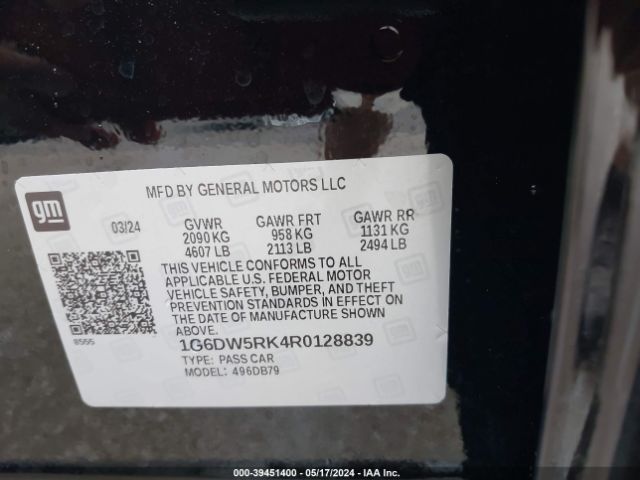 MFD BY GENERAL MOTORS LLC
gm
03/24
GVWR GAWR FRT GAWR RR
2090 KG 958 KG 1131 KG
4607 LB 2113 LB 2494 LB
THIS VEHICLE CONFORMS TO ALL
APPLICABLE U.S. FEDERAL MOTOR
VEHICLE SAFETY, BUMPER, AND THEFT
PREVENTION STANDARDS IN EFFECT ON
THE DATE OF MANUFACTURE SHOWN
ABOVE.
8555
1G6DW5RK4R0128839
TYPE: PASS CAR
MODEL: 496DB79
000-39451400 - 05/17/2024 - IAA Inc.